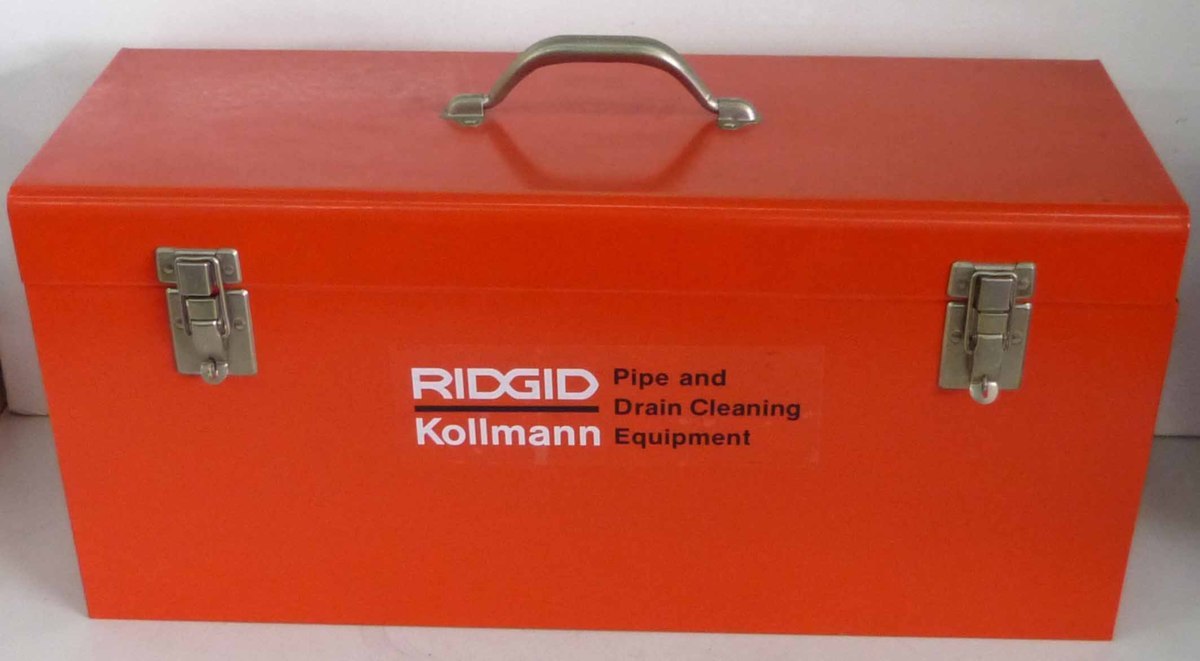 RIDGID
Kollmann
Pipe and
Drain Cleaning
Equipment